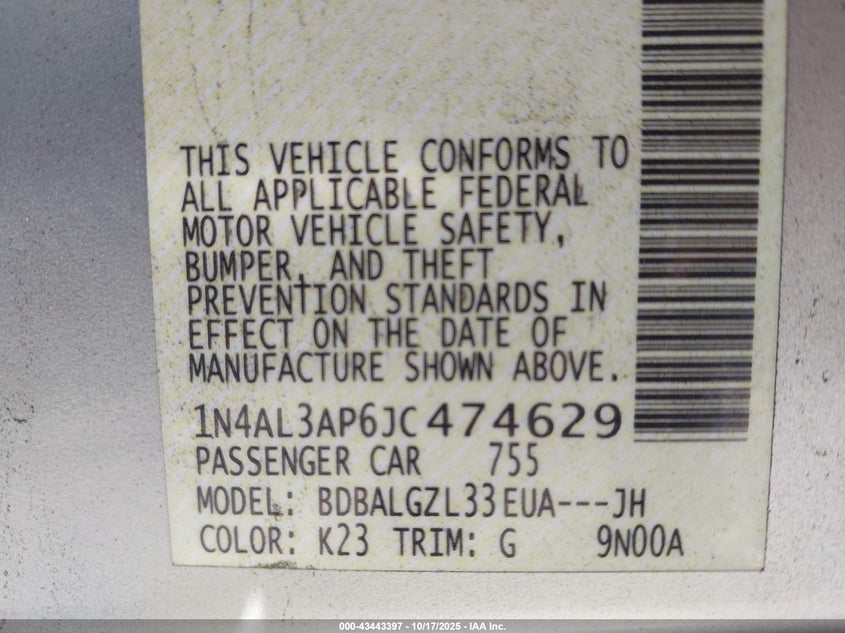 THIS VEHICLE CONFORMS TO
ALL APPLICABLE FEDERAL
MOTOR VEHICLE SAFETY,
BUMPER, AND THEFT
PREVENTION STANDARDS IN
EFFECT ON THE DATE OF
MANUFACTURE SHOWN ABOVE.
1N4AL3AP6JC474629
PASSENGER CAR 755
MODEL: BDBALGZL33EUA---JH
COLOR: K23 TRIM: G 9N00A
000-43443397 - 10/17/2025 - IAA Inc.